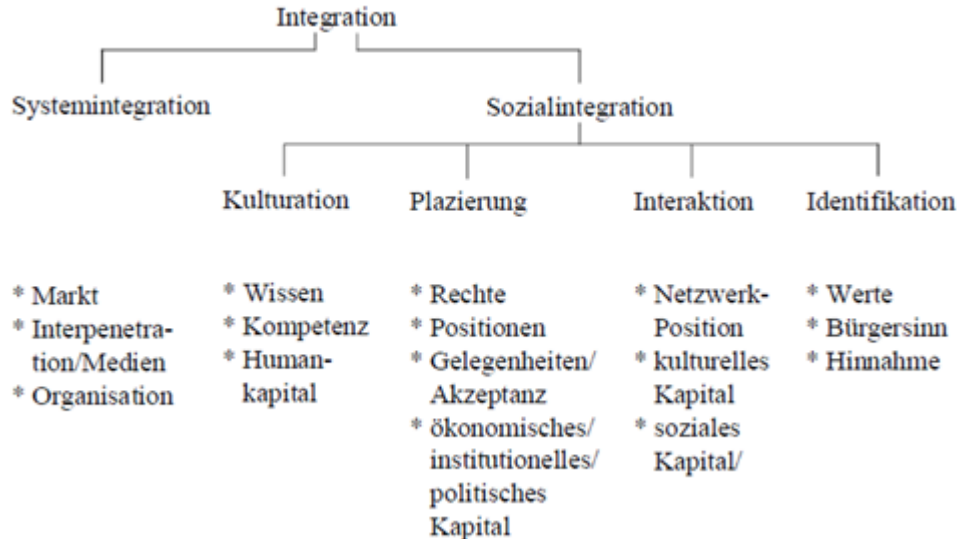 Integration
Systemintegration
Sozialintegration
Kulturation
Plazierung
Interaktion
Identifikation
* Markt
* Interpenetra-
tion/Medien
* Organisation
* Wissen
* Kompetenz
* Human-
kapital
* Rechte
* Positionen
* Gelegenheiten/
Akzeptanz
* ökonomisches/
institutionelles/
politisches
Kapital
* Netzwerk-
Position
* kulturelles
Kapital
* soziales
Kapital/
* Werte
* Bürgersinn
* Hinnahme